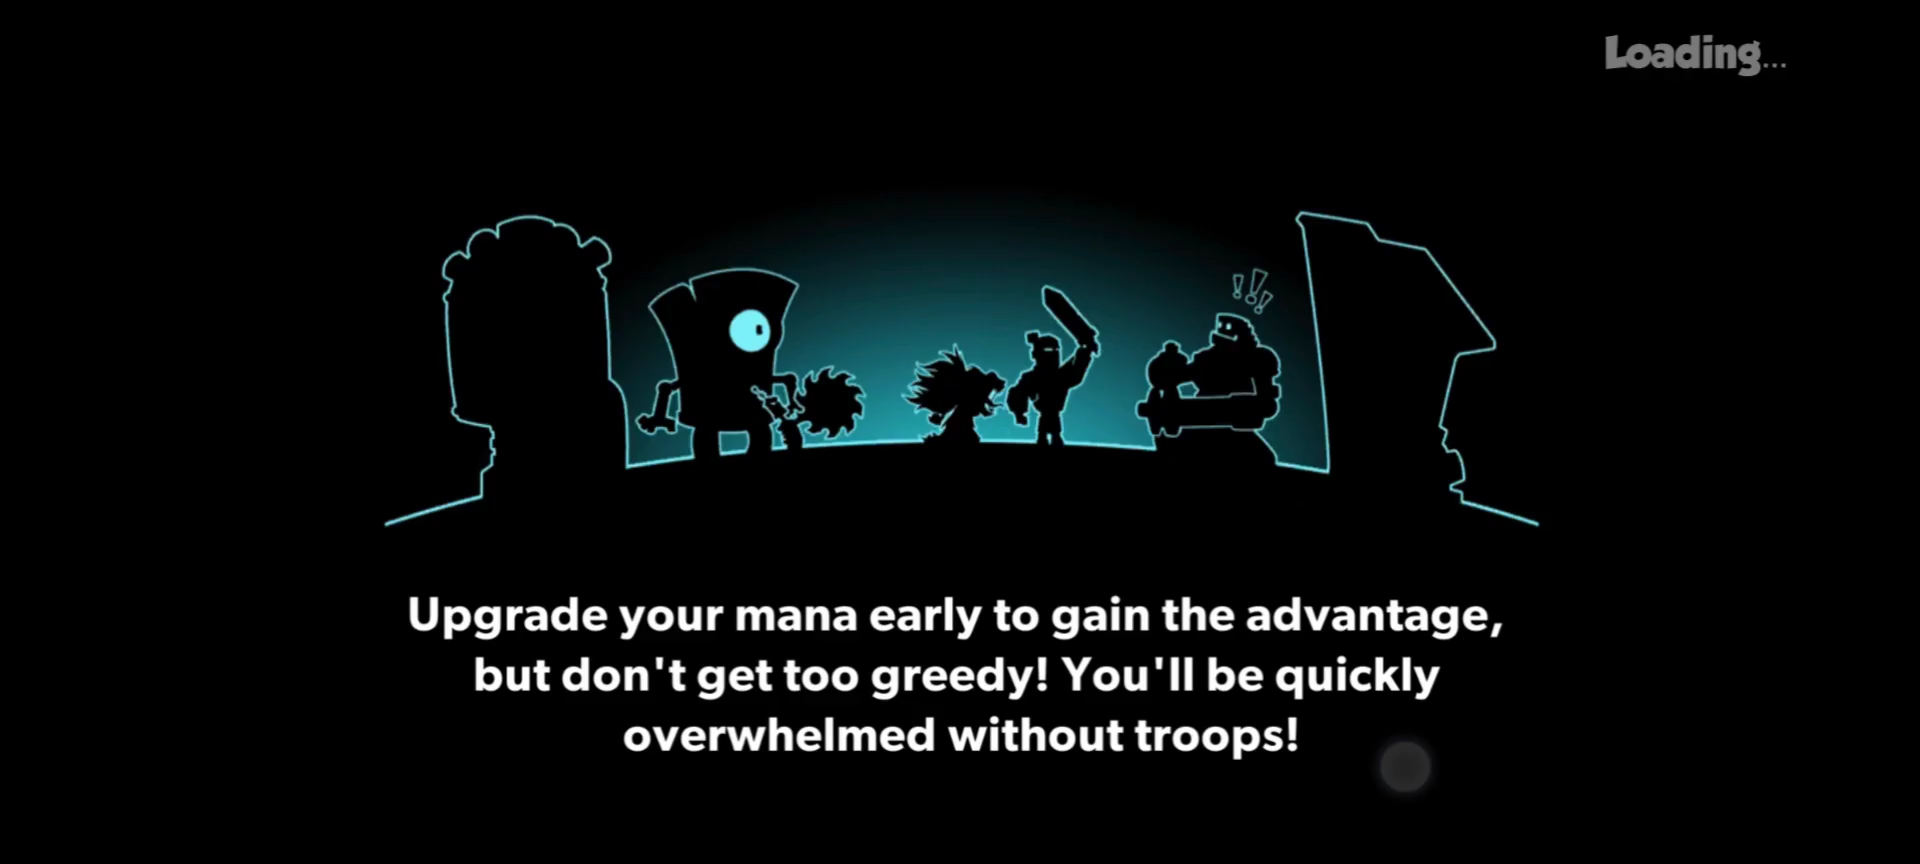 Loading...
!!!
Upgrade your mana early to gain the advantage,
but don't get too greedy! You'll be quickly
overwhelmed without troops!